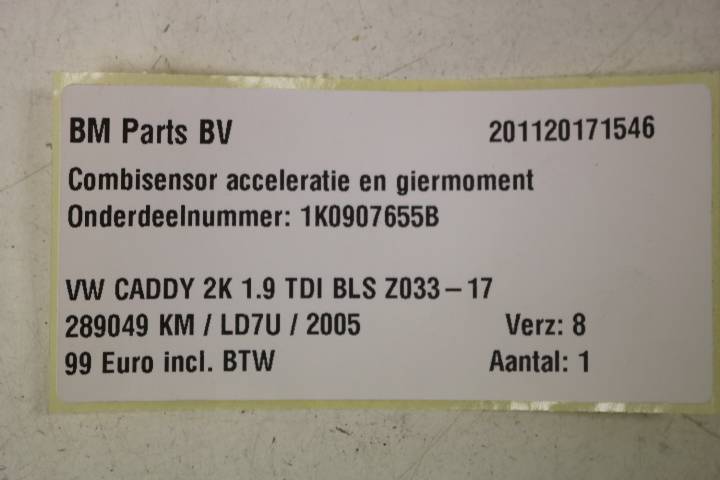 BM Parts BV 201120171546
Combisensor acceleratie en giermoment
Onderdeelnummer: 1K0907655B
VW CADDY 2K 1.9 TDI BLS Z033-17
289049 KM / LD7U / 2005 Verz: 8
99 Euro incl. BTW Aantal: 1